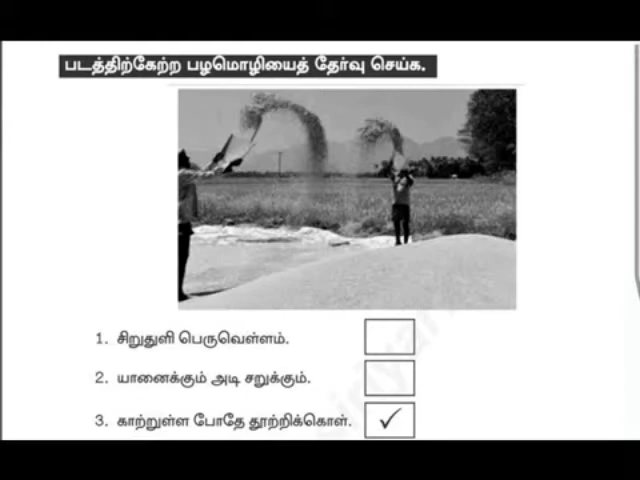 படத்திற்கேற்ற பழமொழியைத் தேர்வு செய்க.
1. சிறுதுளி பெருவெள்ளம்.
2. யானைக்கும் அடி சறுக்கும்.
3. காற்றுள்ள போதே தூற்றிக்கொள். ✓